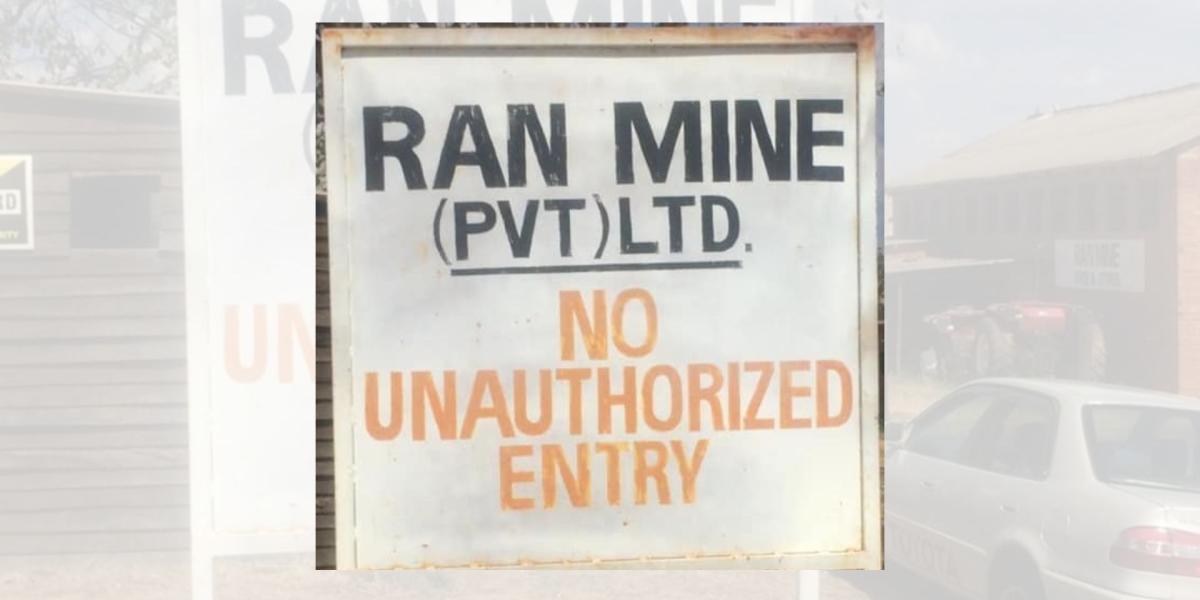 RAN MINE
(PVT) LTD.
NO
UNAUTHORIZED
ENTRY